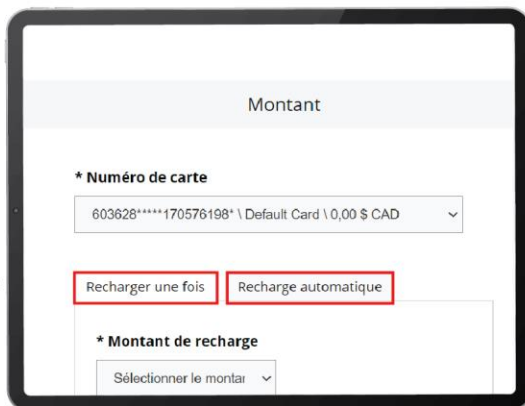 Montant
* Numéro de carte
603628*****170576198* \ Default Card \ 0,00 $ CAD
Recharger une fois Recharge automatique
* Montant de recharge
Sélectionner le montar